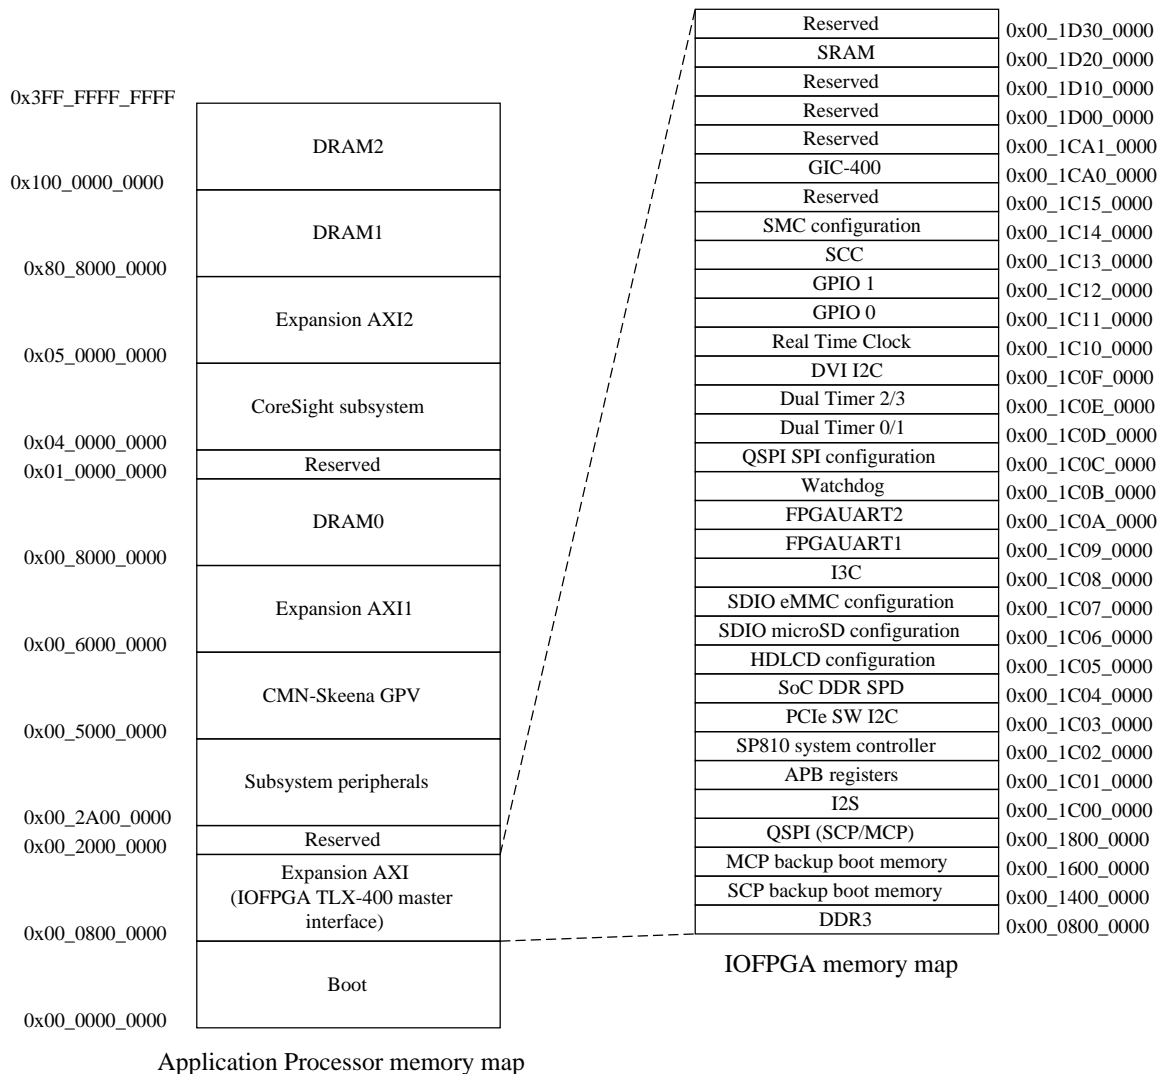 0x3FF_FFFF_FFFF
DRAM2
0x100_0000_0000
DRAM1
0x80_8000_0000
Expansion AXI2
0x05_0000_0000
CoreSight subsystem
0x04_0000_0000
Reserved
0x01_0000_0000
DRAM0
0x00_8000_0000
Expansion AXI1
0x00_6000_0000
CMN-Skeena GPV
0x00_5000_0000
Subsystem peripherals
0x00_2A00_0000
Reserved
0x00_2000_0000
Expansion AXI
(IOFPGA TLX-400 master
interface)
0x00_0800_0000
Boot
0x00_0000_0000
Application Processor memory map
Reserved
0x00_1D30_0000
SRAM
0x00_1D20_0000
Reserved
0x00_1D10_0000
Reserved
0x00_1D00_0000
Reserved
0x00_1CA1_0000
GIC-400
0x00_1CA0_0000
Reserved
0x00_1C15_0000
SMC configuration
0x00_1C14_0000
SCC
0x00_1C13_0000
GPIO 1
0x00_1C12_0000
GPIO 0
0x00_1C11_0000
Real Time Clock
0x00_1C10_0000
DVI I2C
0x00_1C0F_0000
Dual Timer 2/3
0x00_1C0E_0000
Dual Timer 0/1
0x00_1C0D_0000
QSPI SPI configuration
0x00_1C0C_0000
Watchdog
0x00_1C0B_0000
FPGAUART2
0x00_1C0A_0000
FPGAUART1
0x00_1C09_0000
I3C
0x00_1C08_0000
SDIO eMMC configuration
0x00_1C07_0000
SDIO microSD configuration
0x00_1C06_0000
HDLCD configuration
0x00_1C05_0000
SoC DDR SPD
0x00_1C04_0000
PCIe SW I2C
0x00_1C03_0000
SP810 system controller
0x00_1C02_0000
APB registers
0x00_1C01_0000
I2S
0x00_1C00_0000
QSPI (SCP/MCP)
0x00_1800_0000
MCP backup boot memory
0x00_1600_0000
SCP backup boot memory
0x00_1400_0000
DDR3
0x00_0800_0000
IOFPGA memory map